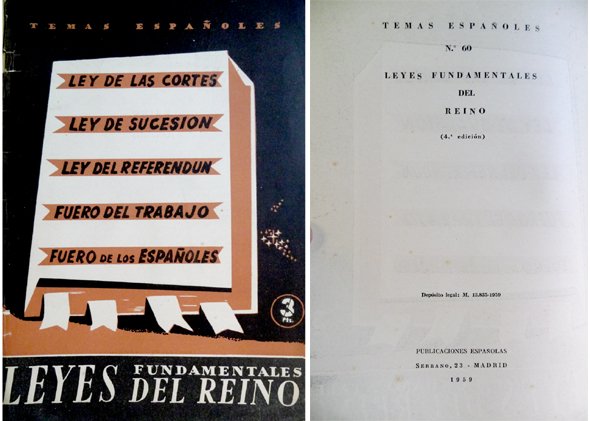 TEMAS ESPAÑOLES
LEY DE LAS CORTES
LEY DE SUCESION
LEY DEL REFERENDUN
FUERO DEL TRABAJO
FUERO DE LOS ESPAÑOLES
3
Pts.
LEYES FUNDAMENTALES
DEL REINO
TEMAS ESPAÑOLES
N.º 60
LEYES FUNDAMENTALES
DEL
REINO
(4.ª edición)
Depósito legal: M. 13.835-1959
PUBLICACIONES ESPAÑOLAS
SERRANO, 23 - MADRID
1959